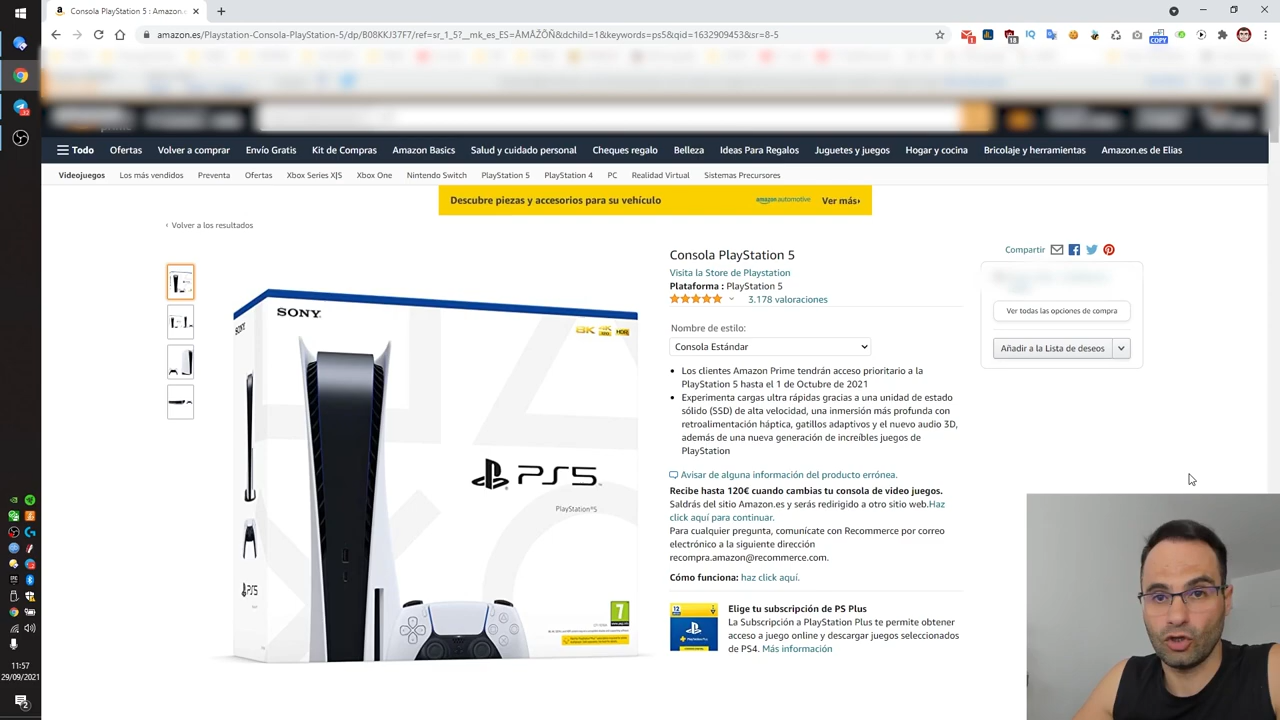 Consola PlayStation 5 : Amazon.
amazon.es/Playstation-Consola-PlayStation-5/dp/B08KKJ37F7/ref=sr_1_5?__mk_es_ES=ÅMÅŽÕÑ&dchild=1&keywords=ps5&qid=1632909453&sr=8-5
prime
Todo Ofertas Volver a comprar Envío Gratis Kit de Compras Amazon Basics Salud y cuidado personal Cheques regalo Belleza Ideas Para Regalos Juguetes y juegos Hogar y cocina Bricolaje y herramientas Amazon.es de Elias
Videojuegos Los más vendidos Preventa Ofertas Xbox Series X|S Xbox One Nintendo Switch PlayStation 5 PlayStation 4 PC Realidad Virtual Sistemas Precursores
Descubre piezas y accesorios para su vehículo amazon automotive Ver más›
‹ Volver a los resultados
Compartir
Consola PlayStation 5
Visita la Store de Playstation
Plataforma : PlayStation 5
3.178 valoraciones
Ver todas las opciones de compra
Nombre de estilo:
Consola Estándar
Añadir a la Lista de deseos
Los clientes Amazon Prime tendrán acceso prioritario a la
PlayStation 5 hasta el 1 de Octubre de 2021
Experimenta cargas ultra rápidas gracias a una unidad de estado
sólido (SSD) de alta velocidad, una inmersión más profunda con
retroalimentación háptica, gatillos adaptivos y el nuevo audio 3D,
además de una nueva generación de increíbles juegos de
PlayStation
Avisar de alguna información del producto errónea.
Recibe hasta 120€ cuando cambias tu consola de video juegos.
Saldrás del sitio Amazon.es y serás redirigido a otro sitio web.Haz
click aquí para continuar.
Para cualquier pregunta, comunícate con Recommerce por correo
electrónico a la siguiente dirección
recompra.amazon@recommerce.com.
Cómo funciona: haz click aquí.
Elige tu subscripción de PS Plus
La Subscripción a PlayStation Plus te permite obtener
acceso a juego online y descargar juegos seleccionados
de PS4. Más información
SONY
SONY
8K 4K HDR
PS5
PlayStation®5
PS5
7
12
11:57
29/09/2021
2